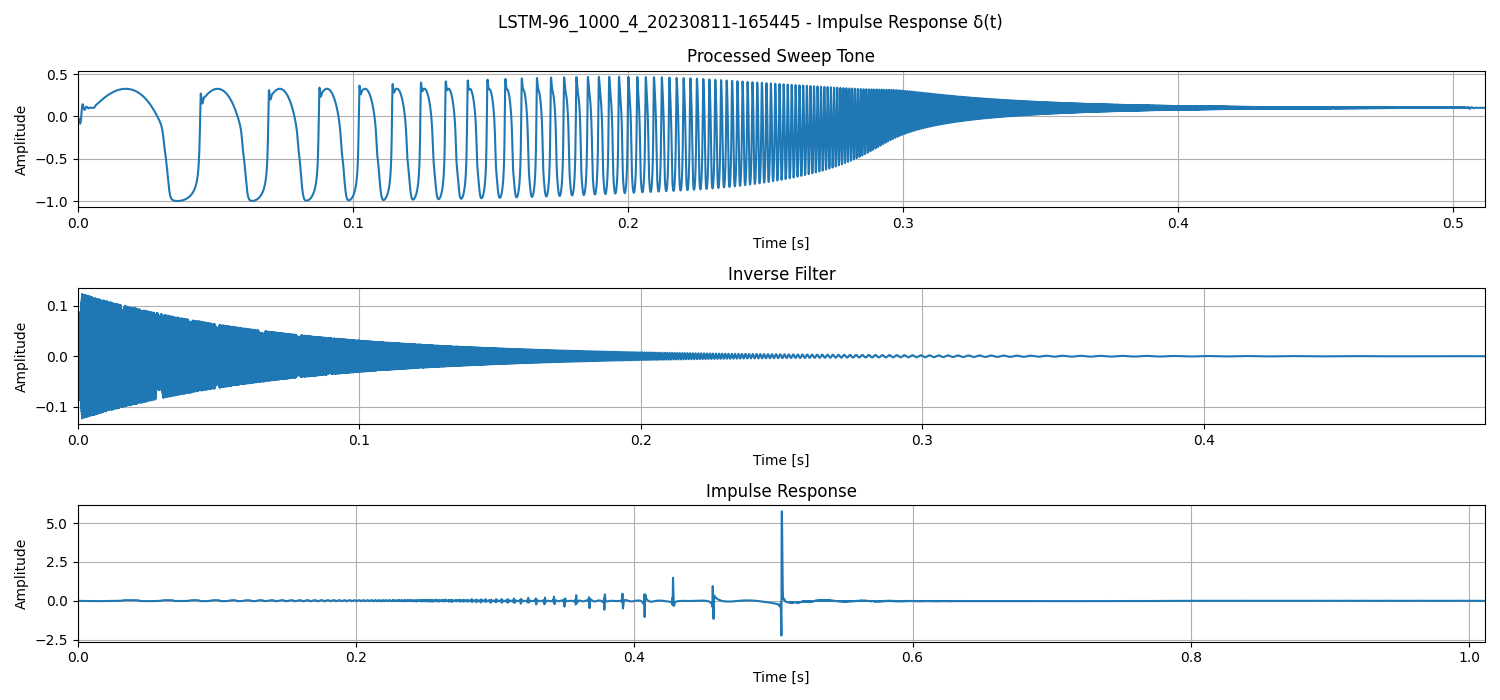 LSTM-96_1000_4_20230811-165445 - Impulse Response δ(t)
Processed Sweep Tone
Amplitude
0.5
0.0
−0.5
−1.0
0.0 0.1 0.2 0.3 0.4 0.5
Time [s]
Inverse Filter
Amplitude
0.1
0.0
−0.1
0.0 0.1 0.2 0.3 0.4
Time [s]
Impulse Response
Amplitude
5.0
2.5
0.0
−2.5
0.0 0.2 0.4 0.6 0.8 1.0
Time [s]